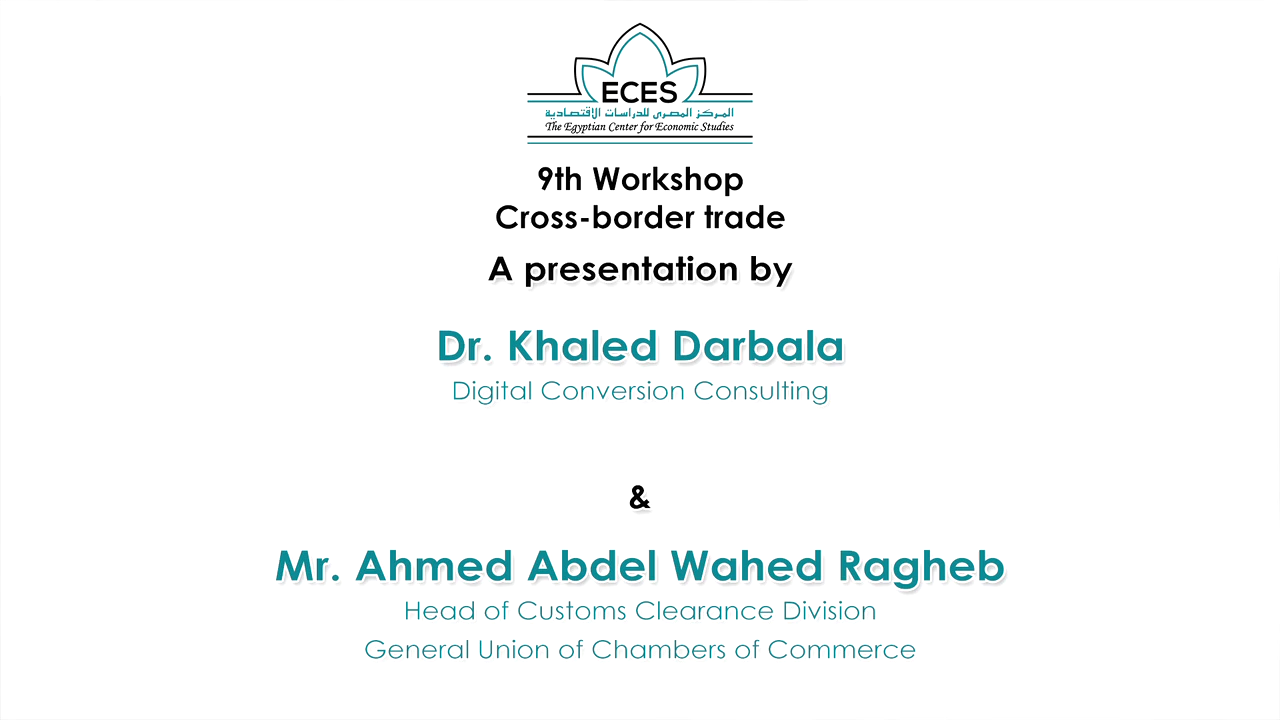 ECES
المركز المصرى للدراسات الاقتصادية
The Egyptian Center for Economic Studies
9th Workshop
Cross-border trade
A presentation by
Dr. Khaled Darbala
Digital Conversion Consulting
&
Mr. Ahmed Abdel Wahed Ragheb
Head of Customs Clearance Division
General Union of Chambers of Commerce